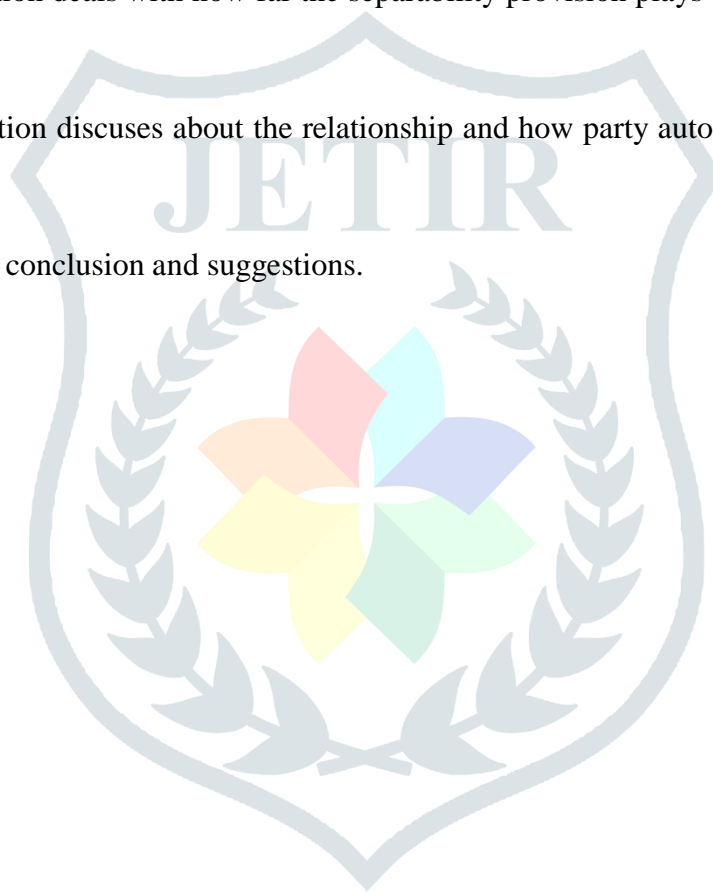 tion deals with how far the separability provision plays
tion discuses about the relationship and how party auto
JETIR
conclusion and suggestions.